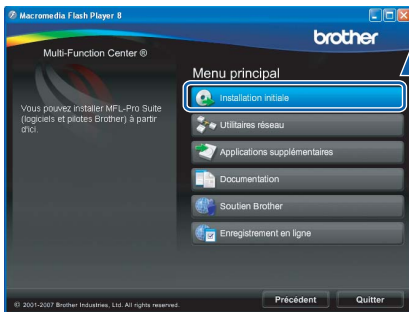 Macromedia Flash Player 8
brother
Multi-Function Center ®
Menu principal
Vous pouvez installer MFL-Pro Suite
(logiciels et pilotes Brother) à partir
d'ici.
Installation initiale
Utilitaires réseau
Applications supplémentaires
Documentation
Soutien Brother
Enregistrement en ligne
© 2001-2007 Brother Industries, Ltd. All rights reserved.
Précédent
Quitter